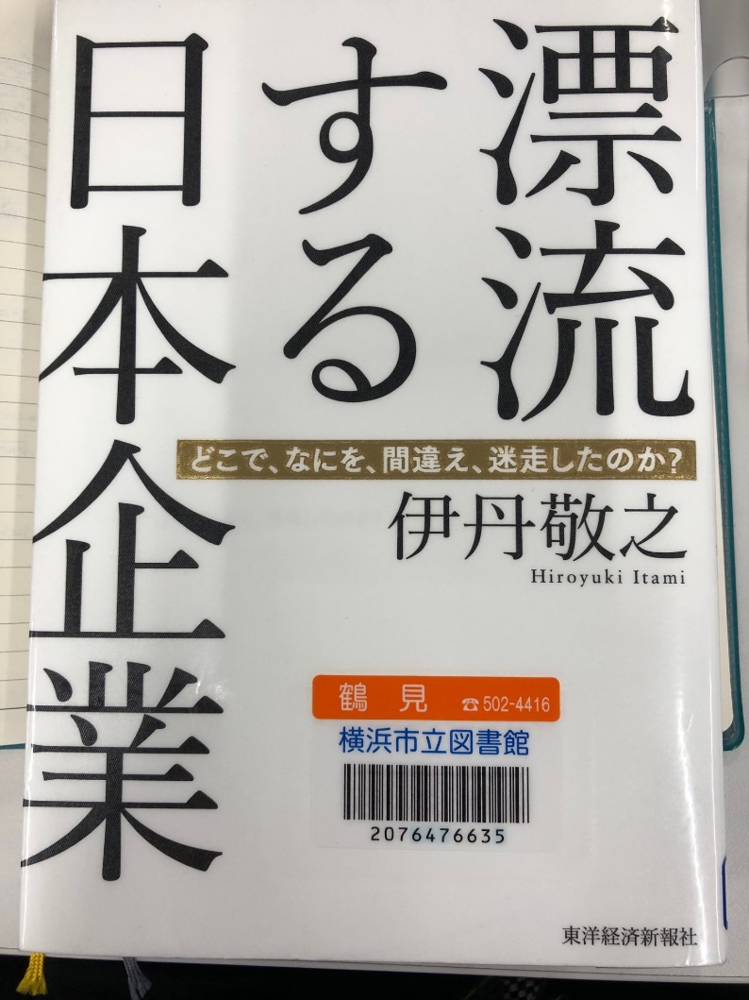 漂流
する
日本企業
どこで、なにを、間違え、迷走したのか?
伊丹敬之
Hiroyuki Itami
鶴見 ☎502-4416
横浜市立図書館
2076476635
東洋経済新報社